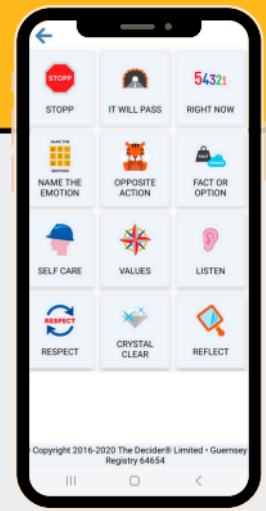 STOPP
STOPP
IT WILL PASS
54321
RIGHT NOW
NAME THE
EMOTION
NAME THE
EMOTION
OPPOSITE
ACTION
FACT
FACT OR
OPTION
SELF CARE
VALUES
LISTEN
RESPECT
RESPECT
CRYSTAL
CLEAR
REFLECT
Copyright 2016-2020 The Decider® Limited • Guernsey
Registry 64654